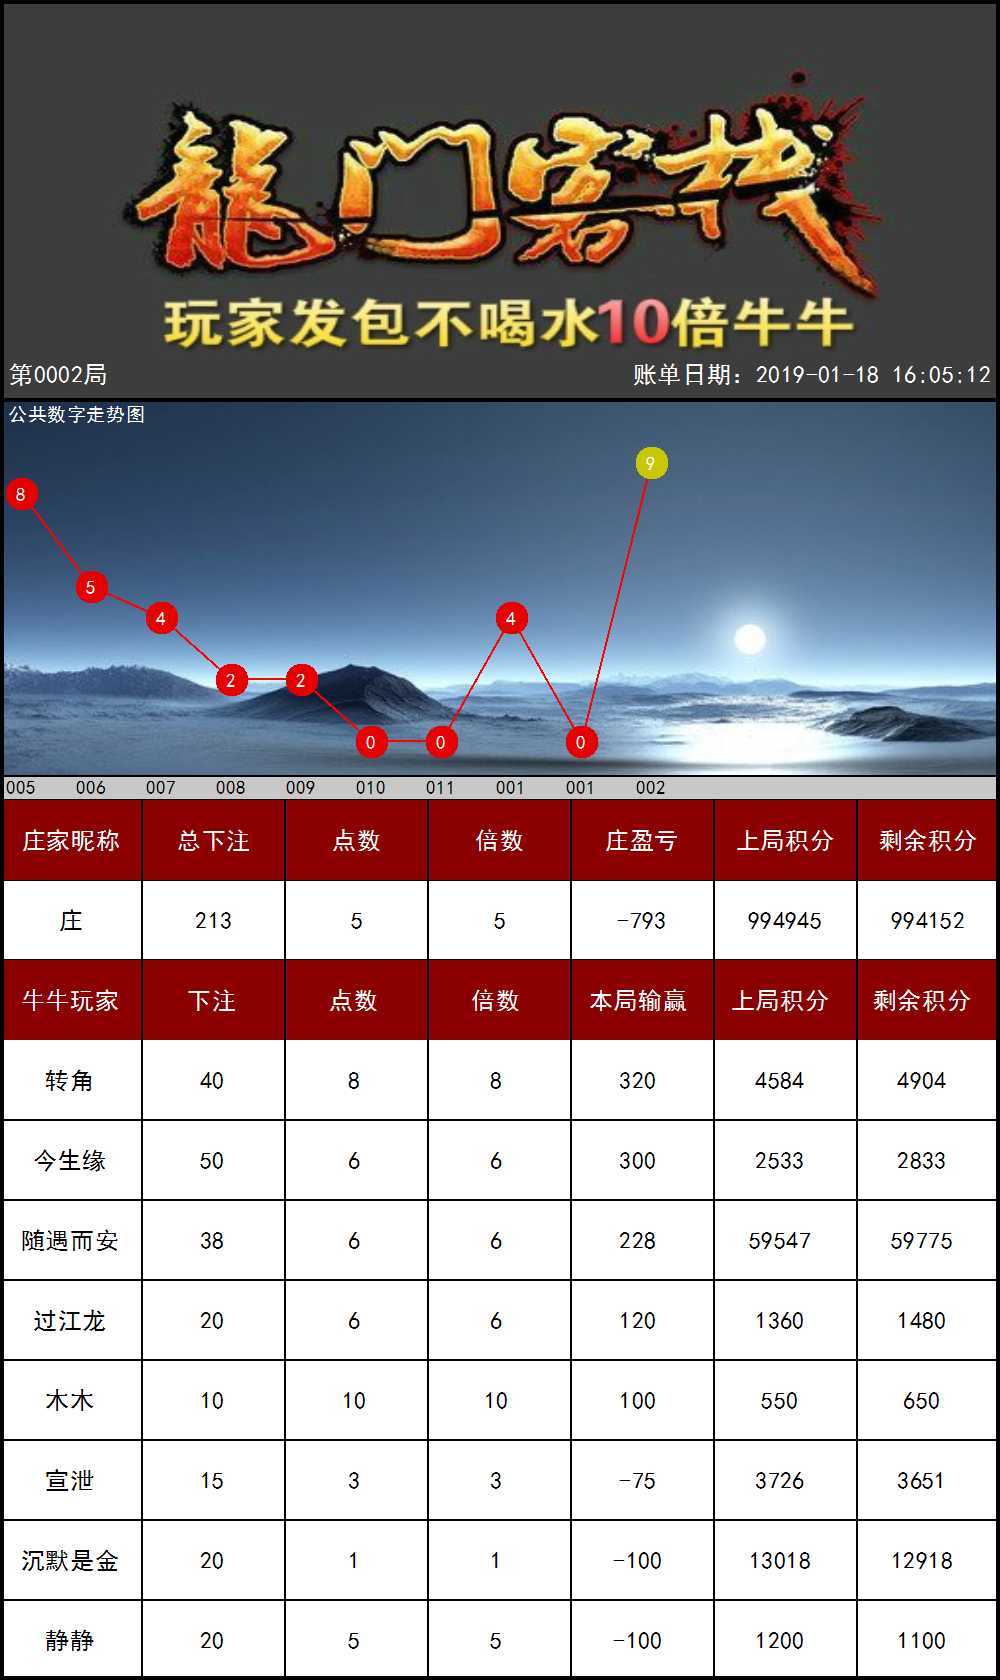 龍门客栈
玩家发包不喝水10倍牛牛
第0002局 账单日期：2019-01-18 16:05:12
公共数字走势图
9
8
5
4 4
2 2
0 0 0
005 006 007 008 009 010 011 001 001 002
庄家昵称 总下注 点数 倍数 庄盈亏 上局积分 剩余积分
庄 213 5 5 -793 994945 994152
牛牛玩家 下注 点数 倍数 本局输赢 上局积分 剩余积分
转角 40 8 8 320 4584 4904
今生缘 50 6 6 300 2533 2833
随遇而安 38 6 6 228 59547 59775
过江龙 20 6 6 120 1360 1480
木木 10 10 10 100 550 650
宣泄 15 3 3 -75 3726 3651
沉默是金 20 1 1 -100 13018 12918
静静 20 5 5 -100 1200 1100